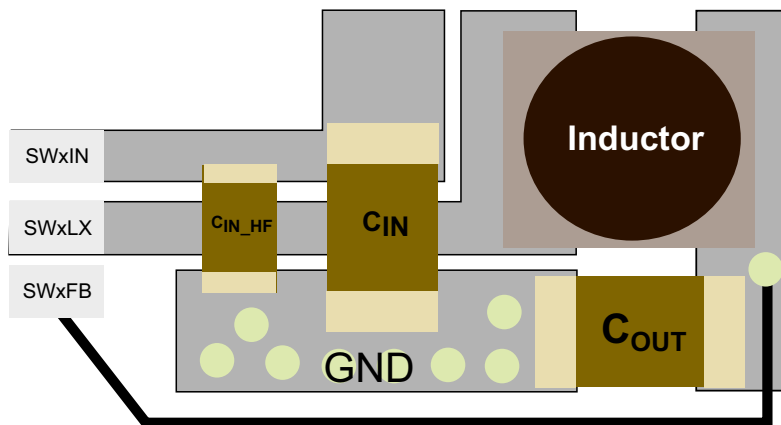 Inductor
SWxIN
SWxLX
CIN_HF
CIN
SWxFB
COUT
GND